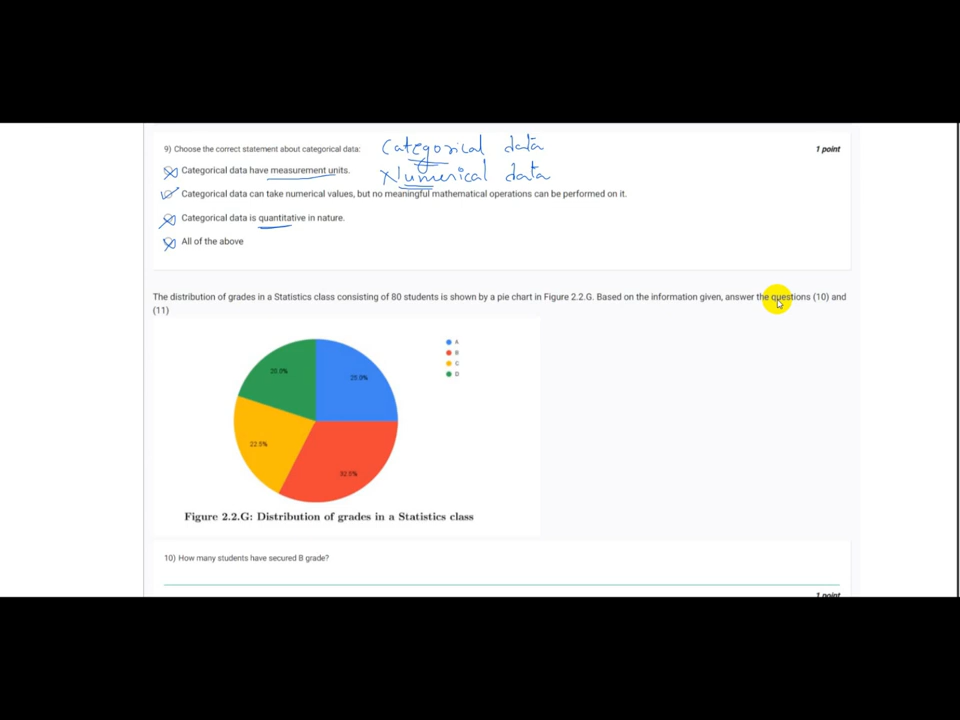 9) Choose the correct statement about categorical data:
Categorical data
1 point
Categorical data have measurement units.
Numerical data
Categorical data can take numerical values, but no meaningful mathematical operations can be performed on it.
Categorical data is quantitative in nature.
All of the above
The distribution of grades in a Statistics class consisting of 80 students is shown by a pie chart in Figure 2.2.G. Based on the information given, answer the questions (10) and
(11)
A
B
C
D
25.0%
22.5%
32.5%
Figure 2.2.G: Distribution of grades in a Statistics class
10) How many students have secured B grade?
1 point